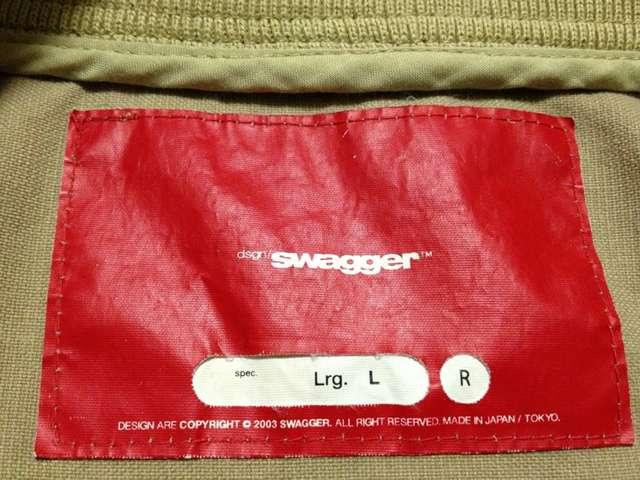 dsgn/swagger™
spec. Lrg. L R
DESIGN ARE COPYRIGHT © 2003 SWAGGER. ALL RIGHT RESERVED. MADE IN JAPAN / TOKYO.